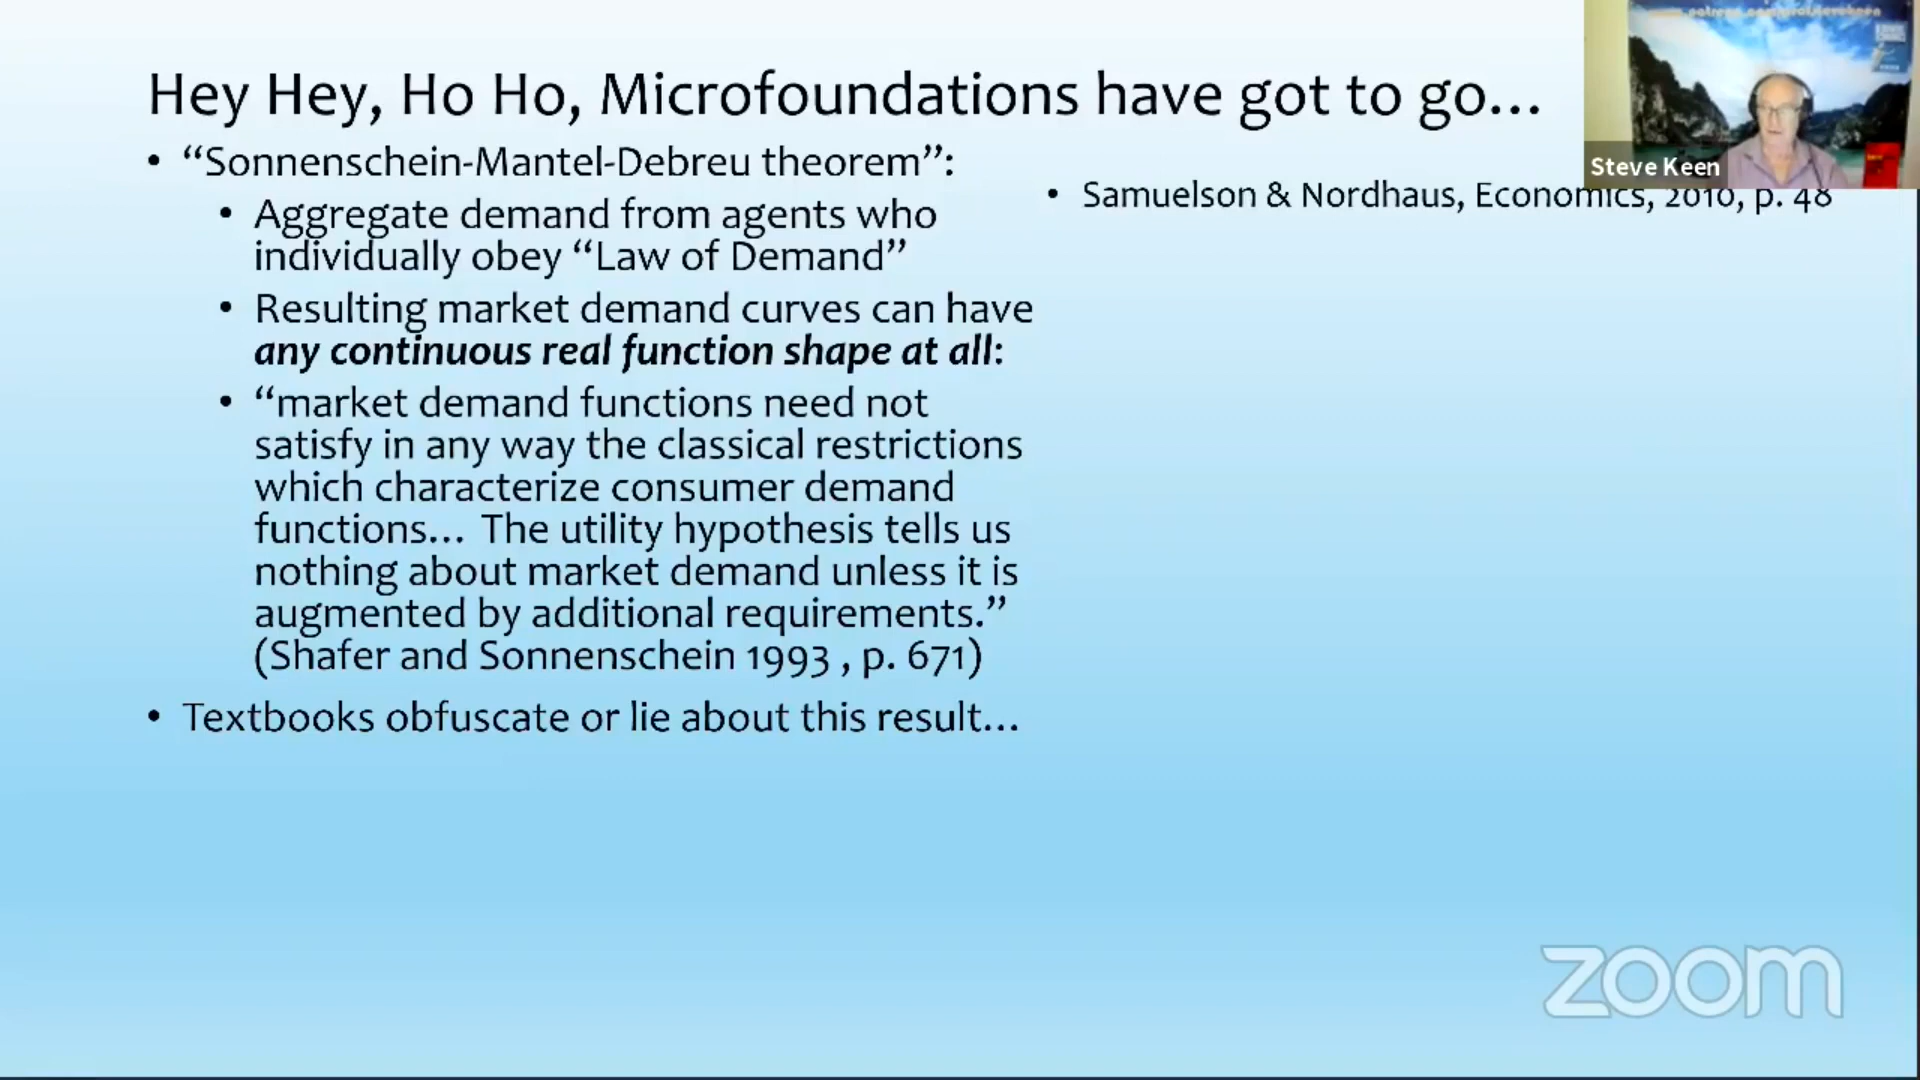 Hey Hey, Ho Ho, Microfoundations have got to go…
• “Sonnenschein-Mantel-Debreu theorem”:
• Aggregate demand from agents who
individually obey “Law of Demand”
• Resulting market demand curves can have
any continuous real function shape at all:
• “market demand functions need not
satisfy in any way the classical restrictions
which characterize consumer demand
functions… The utility hypothesis tells us
nothing about market demand unless it is
augmented by additional requirements.”
(Shafer and Sonnenschein 1993 , p. 671)
• Textbooks obfuscate or lie about this result…
• Samuelson & Nordhaus, Economics, 2010, p. 48
Steve Keen
zoom